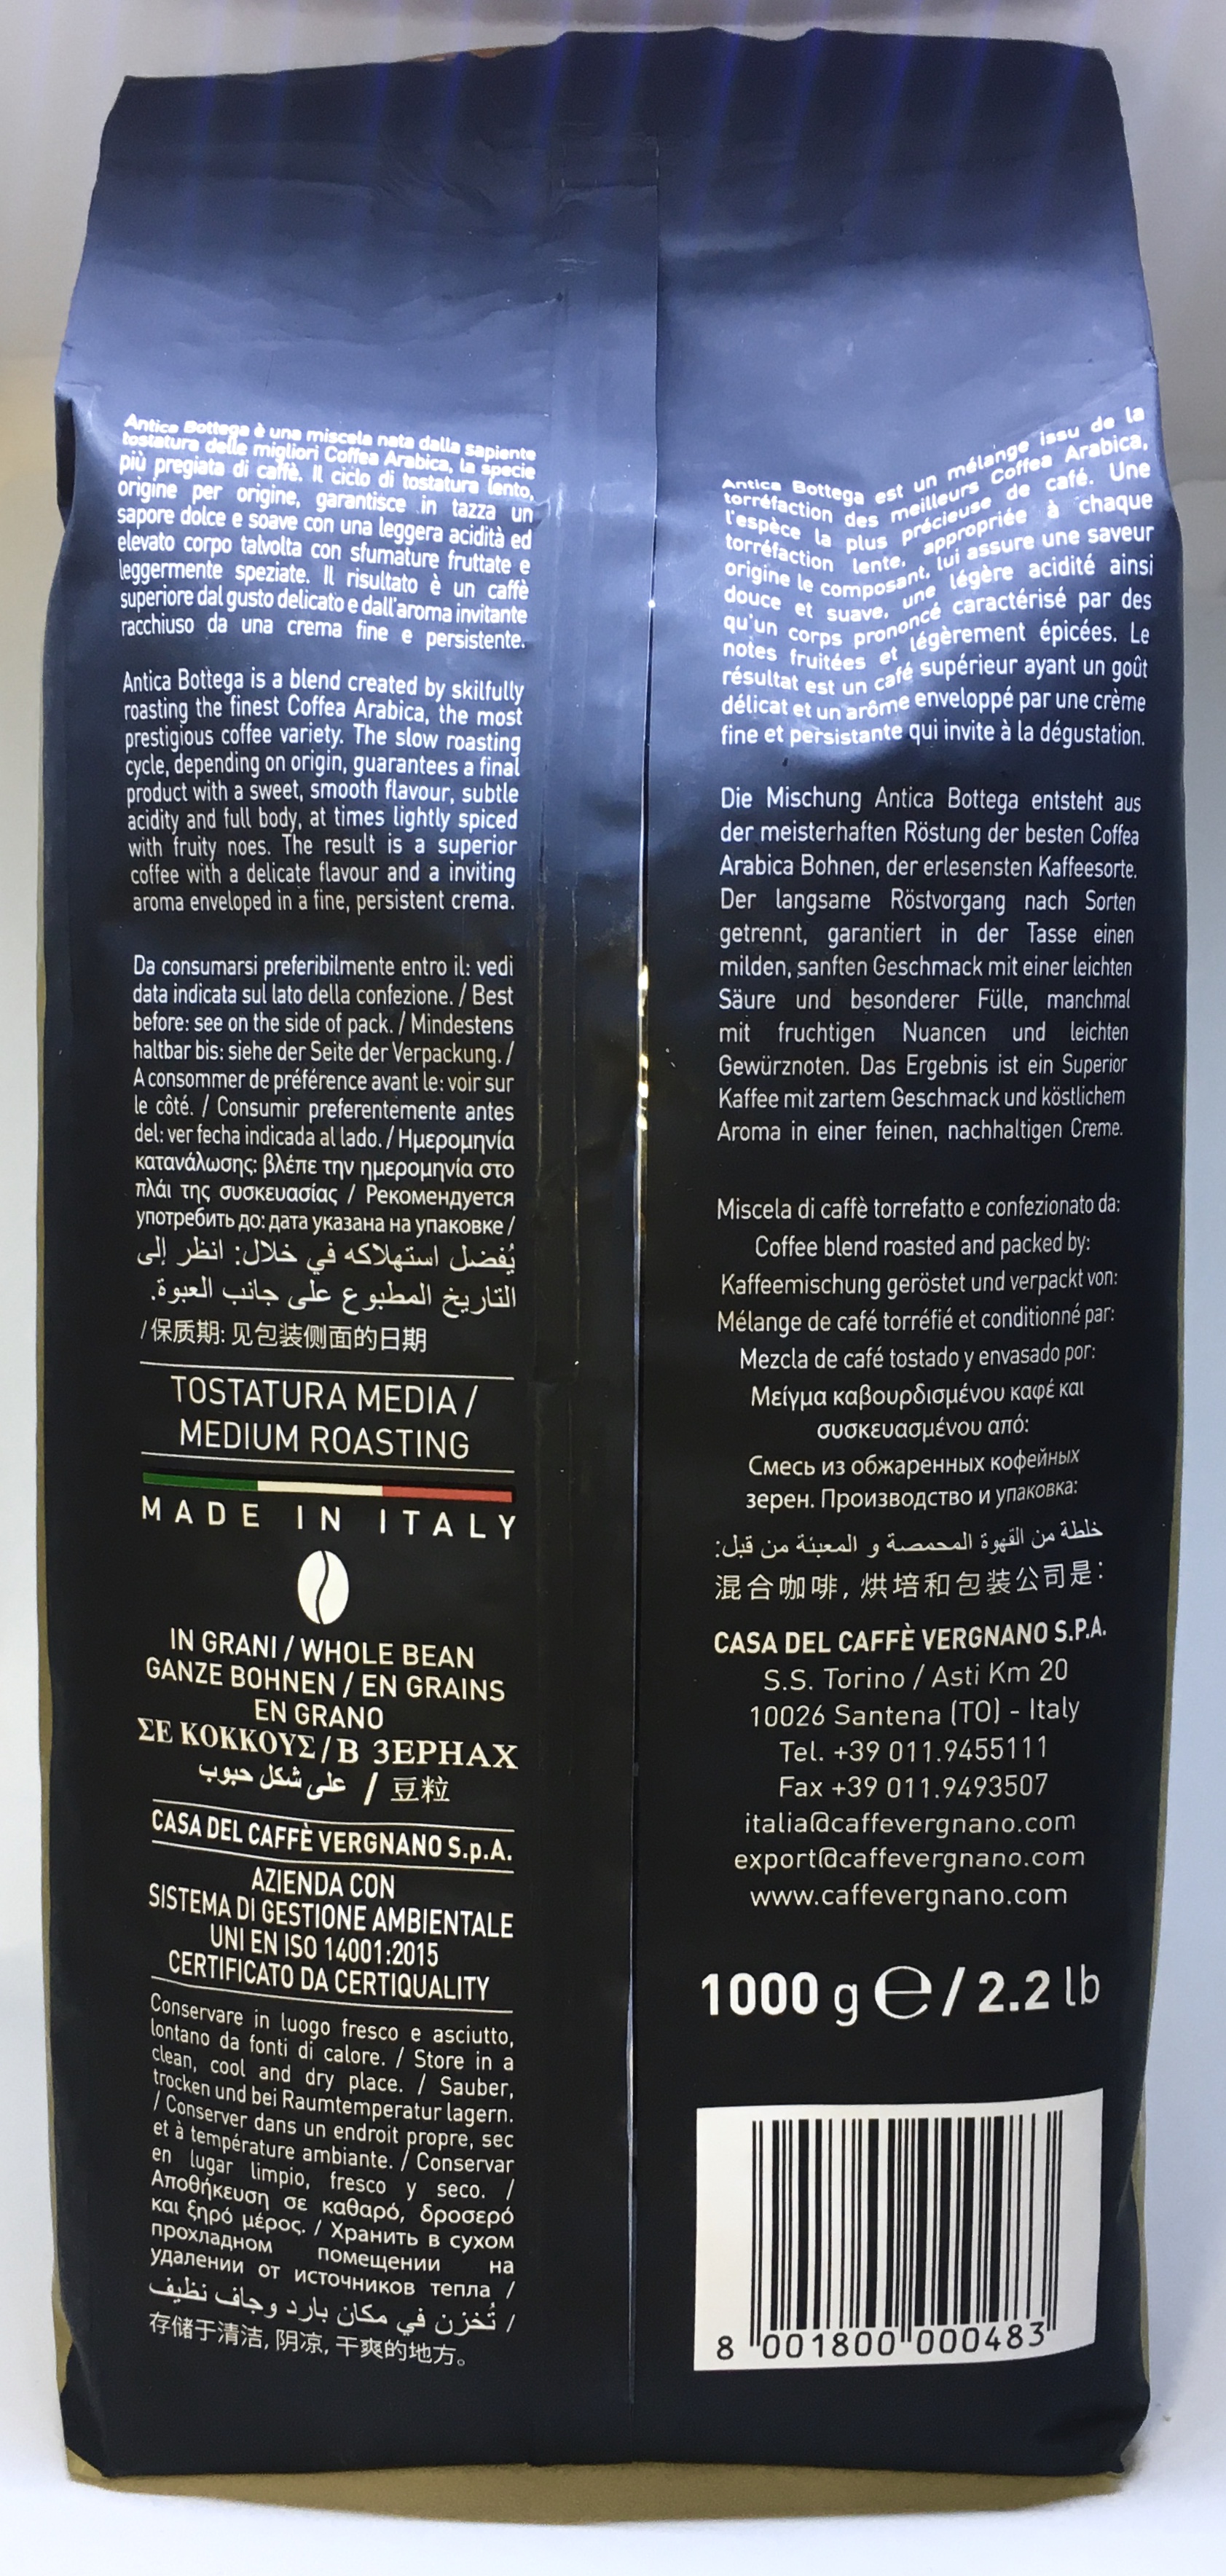 Antica Bottega è una miscela nata dalla sapiente
tostatura delle migliori Coffea Arabica, la specie
più pregiata di caffè. Il ciclo di tostatura lento,
origine per origine, garantisce in tazza un
sapore dolce e soave con una leggera acidità ed
elevato corpo talvolta con sfumature fruttate e
leggermente speziate. Il risultato è un caffè
superiore dal gusto delicato e dall'aroma invitante
racchiuso da una crema fine e persistente.
Antica Bottega is a blend created by skilfully
roasting the finest Coffea Arabica, the most
prestigious coffee variety. The slow roasting
cycle, depending on origin, guarantees a final
product with a sweet, smooth flavour, subtle
acidity and full body, at times lightly spiced
with fruity noes. The result is a superior
coffee with a delicate flavour and a inviting
aroma enveloped in a fine, persistent crema.
Da consumarsi preferibilmente entro il: vedi
data indicata sul lato della confezione. / Best
before: see on the side of pack. / Mindestens
haltbar bis: siehe der Seite der Verpackung. /
A consommer de préférence avant le: voir sur
le côté. / Consumir preferentemente antes
del: ver fecha indicada al lado. / Ημερομηνία
κατανάλωσης: βλέπε την ημερομηνία στο
πλάι της συσκευασίας / Рекомендуется
употребить до: дата указана на упаковке /
يُفضل استهلاكه في خلال: انظر إلى
التاريخ المطبوع على جانب العبوة.
/ 保质期: 见包装侧面的日期
TOSTATURA MEDIA /
MEDIUM ROASTING
MADE IN ITALY
IN GRANI / WHOLE BEAN
GANZE BOHNEN / EN GRAINS
EN GRANO
ΣΕ ΚΟΚΚΟΥΣ / В ЗЕРНАХ
على شكل حبوب / 豆粒
CASA DEL CAFFÈ VERGNANO S.p.A.
AZIENDA CON
SISTEMA DI GESTIONE AMBIENTALE
UNI EN ISO 14001:2015
CERTIFICATO DA CERTIQUALITY
Conservare in luogo fresco e asciutto,
lontano da fonti di calore. / Store in a
clean, cool and dry place. / Sauber,
trocken und bei Raumtemperatur lagern.
/ Conserver dans un endroit propre, sec
et à température ambiante. / Conservar
en lugar limpio, fresco y seco. /
Αποθήκευση σε καθαρό, δροσερό
και ξηρό μέρος. / Хранить в сухом
прохладном помещении на
удалении от источников тепла /
تُخزن في مكان بارد وجاف نظيف /
存储于清洁, 阴凉, 干爽的地方。
Antica Bottega est un mélange issu de la
torréfaction des meilleurs Coffea Arabica,
l'espèce la plus précieuse de café. Une
torréfaction lente, appropriée à chaque
origine le composant, lui assure une saveur
douce et suave, une légère acidité ainsi
qu'un corps prononcé caractérisé par des
notes fruitées et légèrement épicées. Le
résultat est un café supérieur ayant un goût
délicat et un arôme enveloppé par une crème
fine et persistante qui invite à la dégustation.
Die Mischung Antica Bottega entsteht aus
der meisterhaften Röstung der besten Coffea
Arabica Bohnen, der erlesensten Kaffeesorte.
Der langsame Röstvorgang nach Sorten
getrennt, garantiert in der Tasse einen
milden, sanften Geschmack mit einer leichten
Säure und besonderer Fülle, manchmal
mit fruchtigen Nuancen und leichten
Gewürznoten. Das Ergebnis ist ein Superior
Kaffee mit zartem Geschmack und köstlichem
Aroma in einer feinen, nachhaltigen Creme.
Miscela di caffè torrefatto e confezionato da:
Coffee blend roasted and packed by:
Kaffeemischung geröstet und verpackt von:
Mélange de café torréfié et conditionné par:
Mezcla de café tostado y envasado por:
Μείγμα καβουρδισμένου καφέ και
συσκευασμένου από:
Смесь из обжаренных кофейных
зерен. Производство и упаковка:
خلطة من القهوة المحمصة و المعبئة من قبل:
混合咖啡, 烘培和包装公司是:
CASA DEL CAFFÈ VERGNANO S.P.A.
S.S. Torino / Asti Km 20
10026 Santena (TO) - Italy
Tel. +39 011.9455111
Fax +39 011.9493507
italia@caffevergnano.com
export@caffevergnano.com
www.caffevergnano.com
1000 g ℮ / 2.2 lb
8 001800 000483